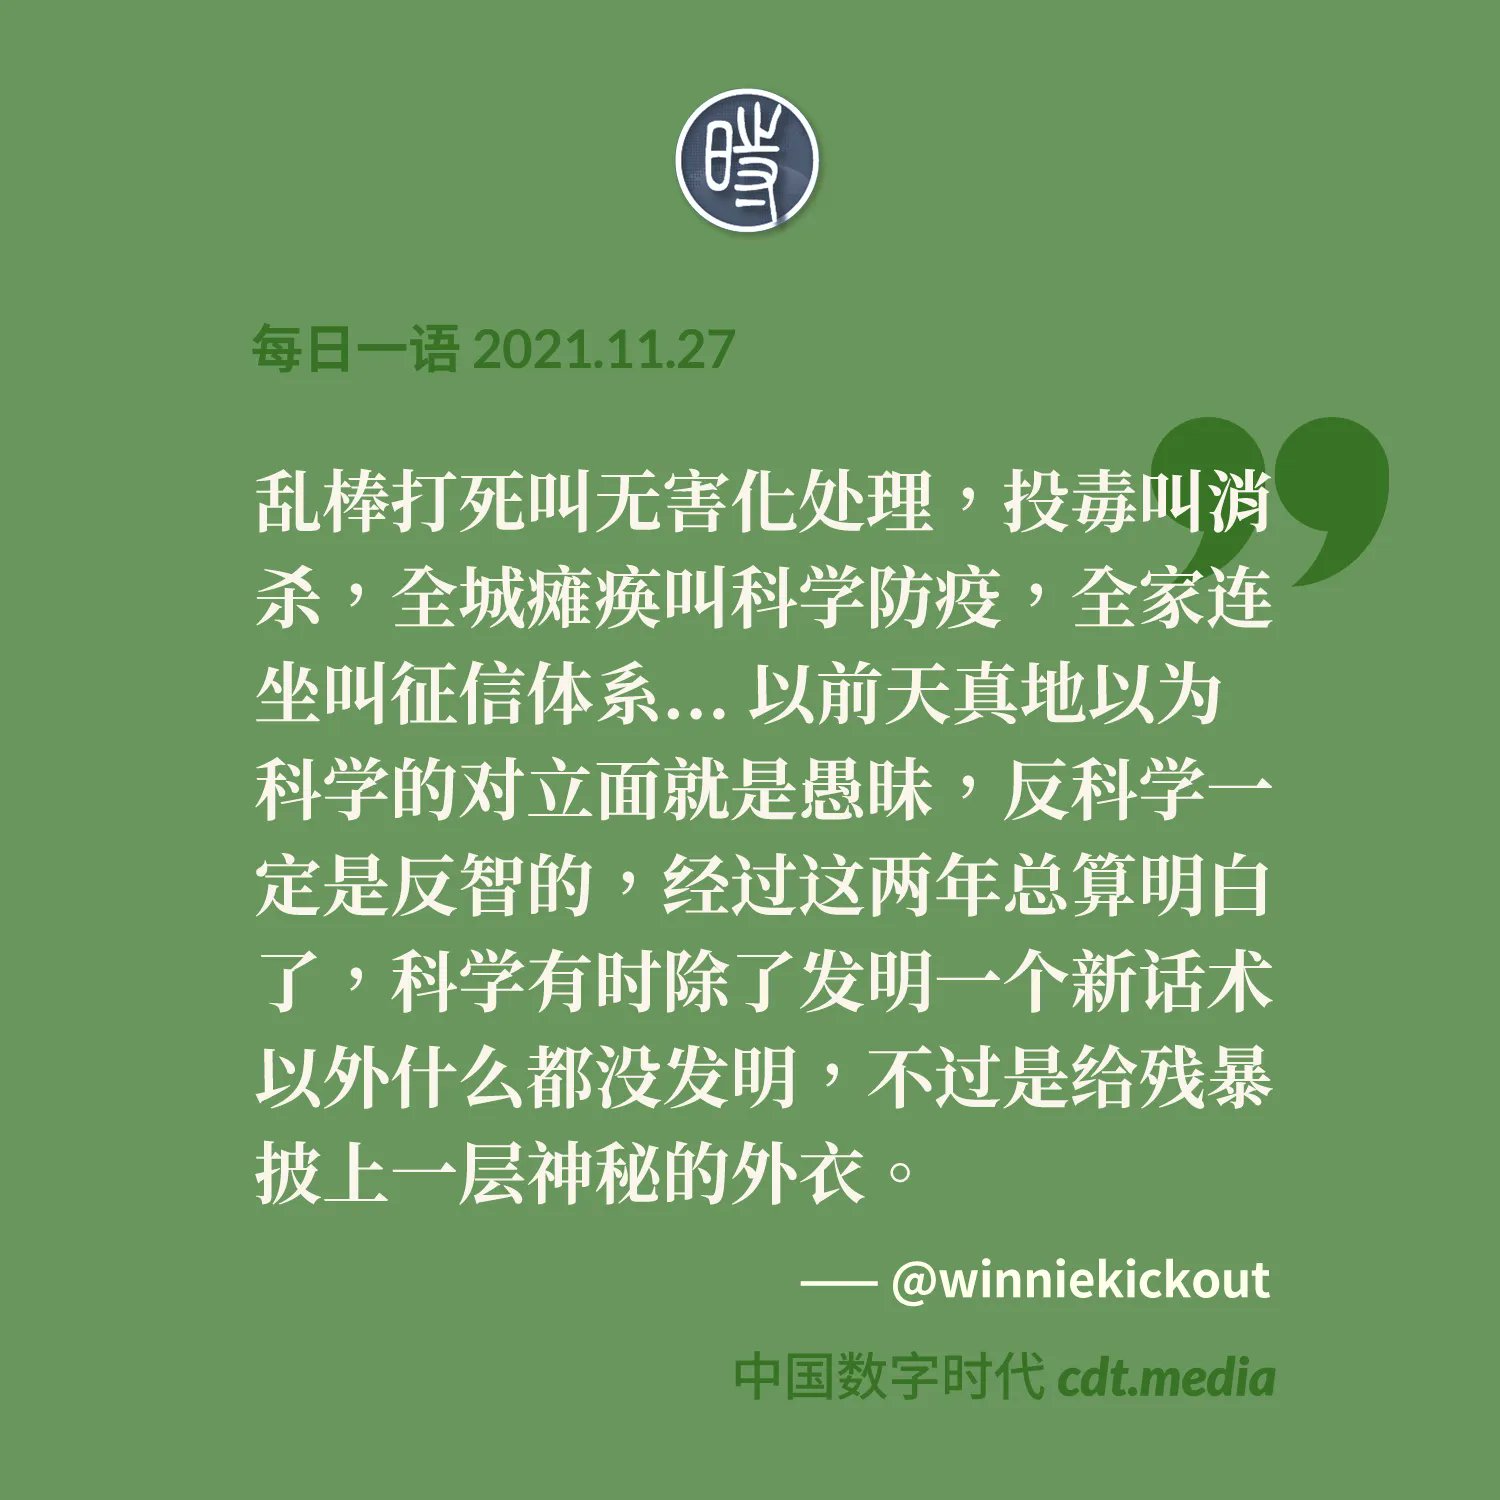 時
每日一语 2021.11.27
乱棒打死叫无害化处理，投毒叫消
杀，全城瘫痪叫科学防疫，全家连
坐叫征信体系... 以前天真地以为
科学的对立面就是愚昧，反科学一
定是反智的，经过这两年总算明白
了，科学有时除了发明一个新话术
以外什么都没发明，不过是给残暴
披上一层神秘的外衣。
—— @winniekickout
中国数字时代 cdt.media